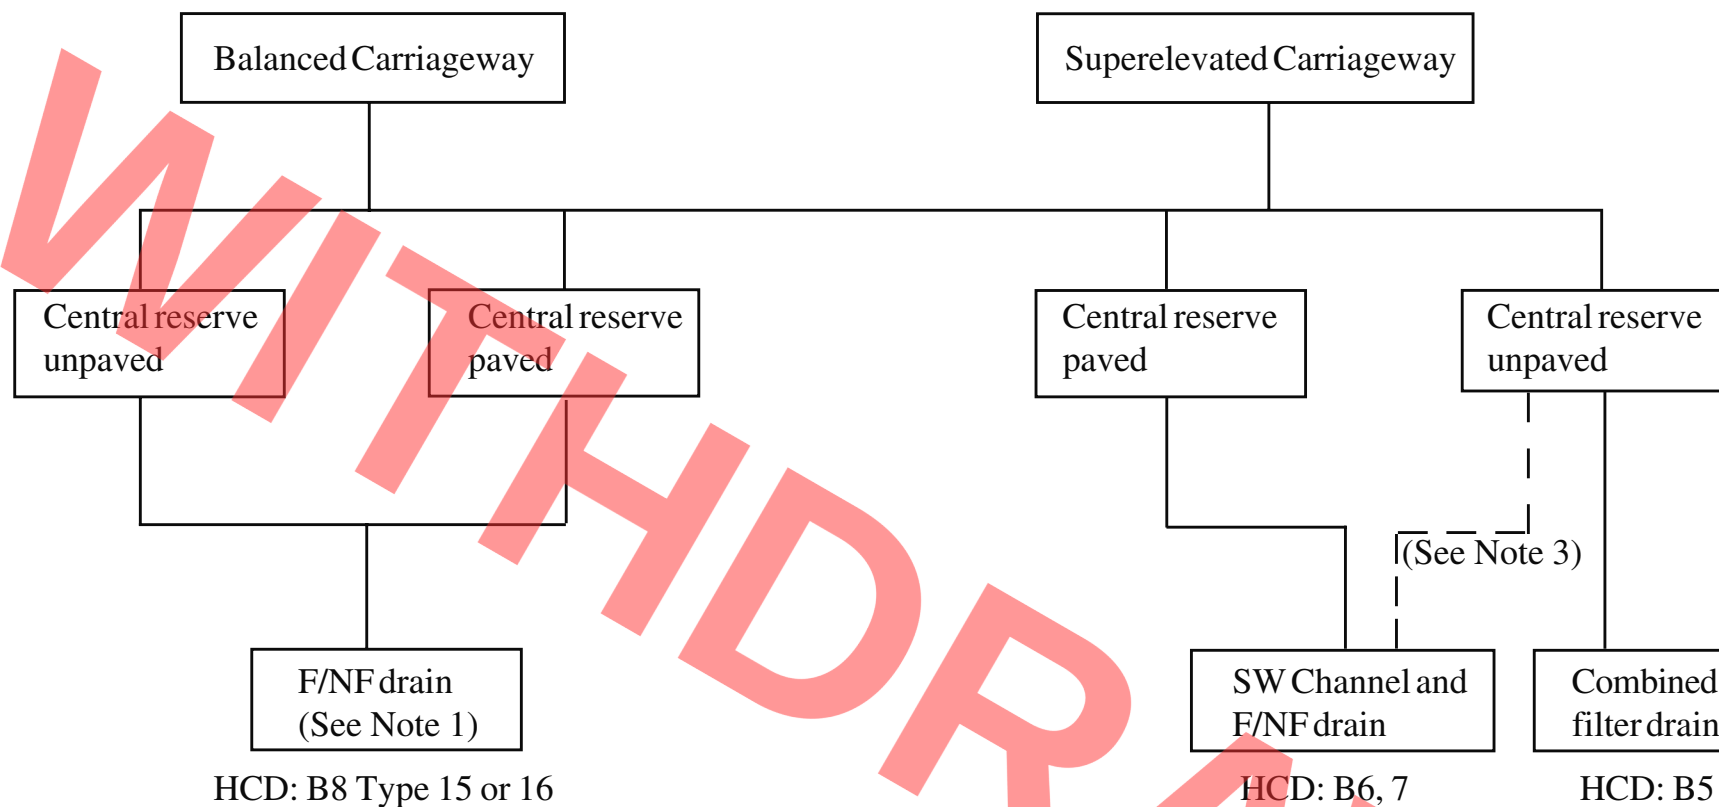 Balanced Carriageway
Superelevated Carriageway
Central reserve
unpaved
Central reserve
paved
Central reserve
paved
Central reserve
unpaved
(See Note 3)
F/NF drain
(See Note 1)
SW Channel and
F/NF drain
Combined
filter drain
HCD: B8 Type 15 or 16
HCD: B6, 7
HCD: B5
WITHDRA